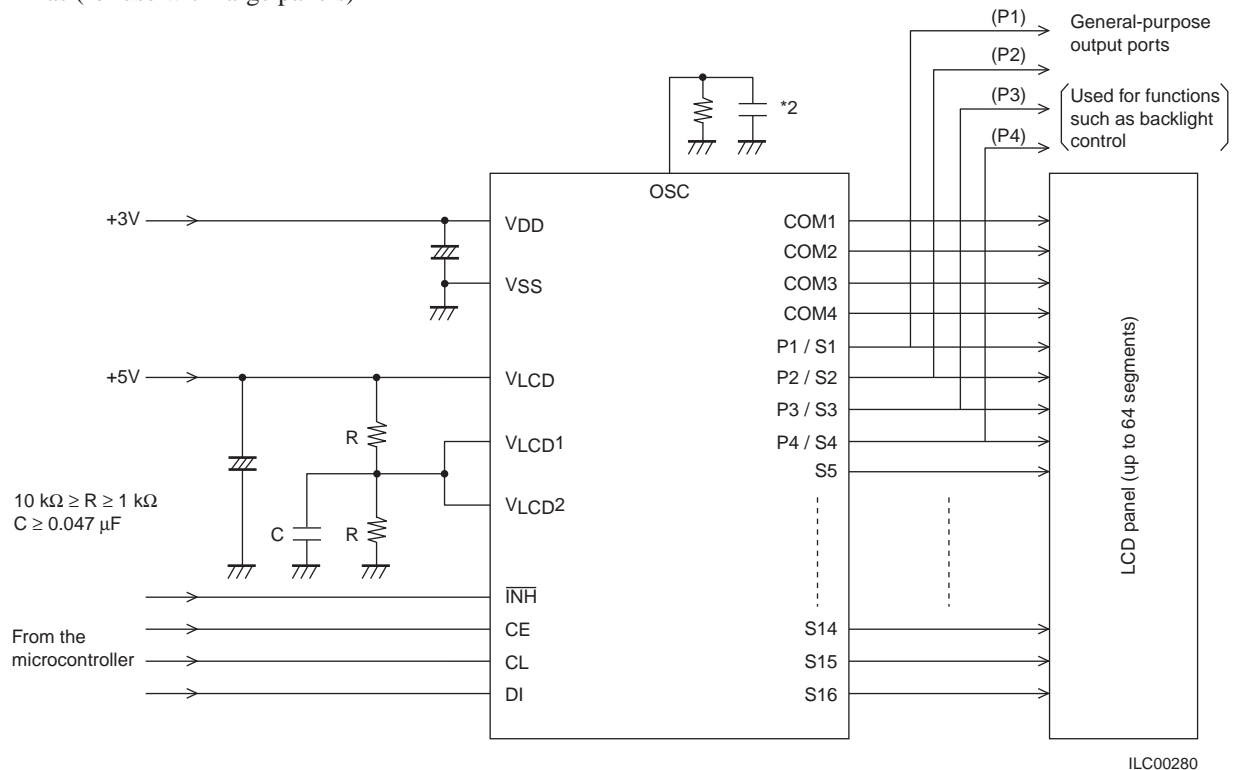 (P1)
General-purpose
output ports
(P2)
(P3)
Used for functions
such as backlight
control
(P4)
*2
OSC
+3V
VDD
VSS
+5V
VLCD
R
VLCD1
VLCD2
10 kΩ ≥ R ≥ 1 kΩ
C ≥ 0.047 μF
C
R
INH
From the
microcontroller
CE
CL
DI
COM1
COM2
COM3
COM4
P1 / S1
P2 / S2
P3 / S3
P4 / S4
S5
S14
S15
S16
LCD panel (up to 64 segments)
ILC00280